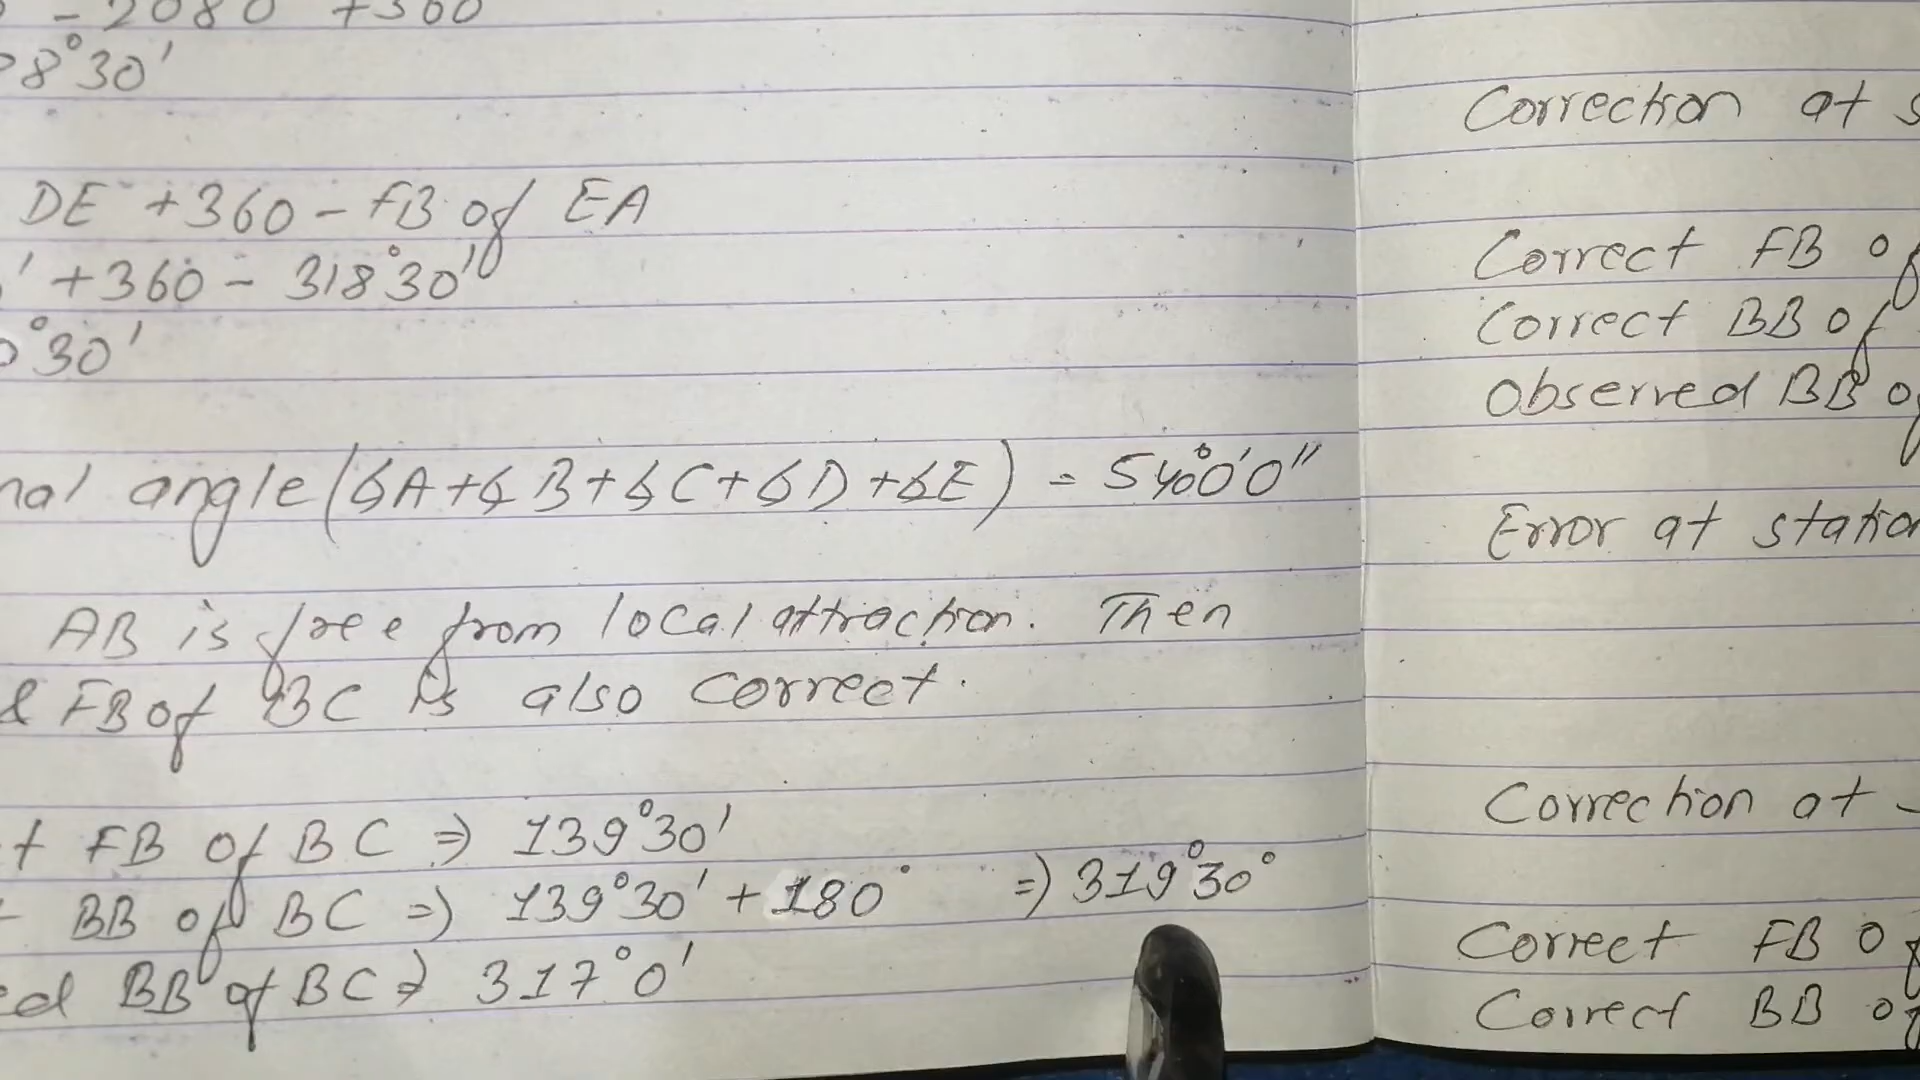 - 2080 +360
8°30'
DE +360 - FB of EA
' +360 - 318°30'
°30'
nal angle (∠A+∠B+∠C+∠D+∠E) = 540°0'0"
AB is free from local attraction. Then
& FB of BC is also correct.
t FB of BC ⇒ 139°30'
BB of BC ⇒ 139°30' + 180° ⇒ 319°30°
ed BB of BC ⇒ 317°0'
Correction at s
Correct FB of
Correct BB of
Observed BB of
Error at station
Correction at
Correct FB of
Correct BB of